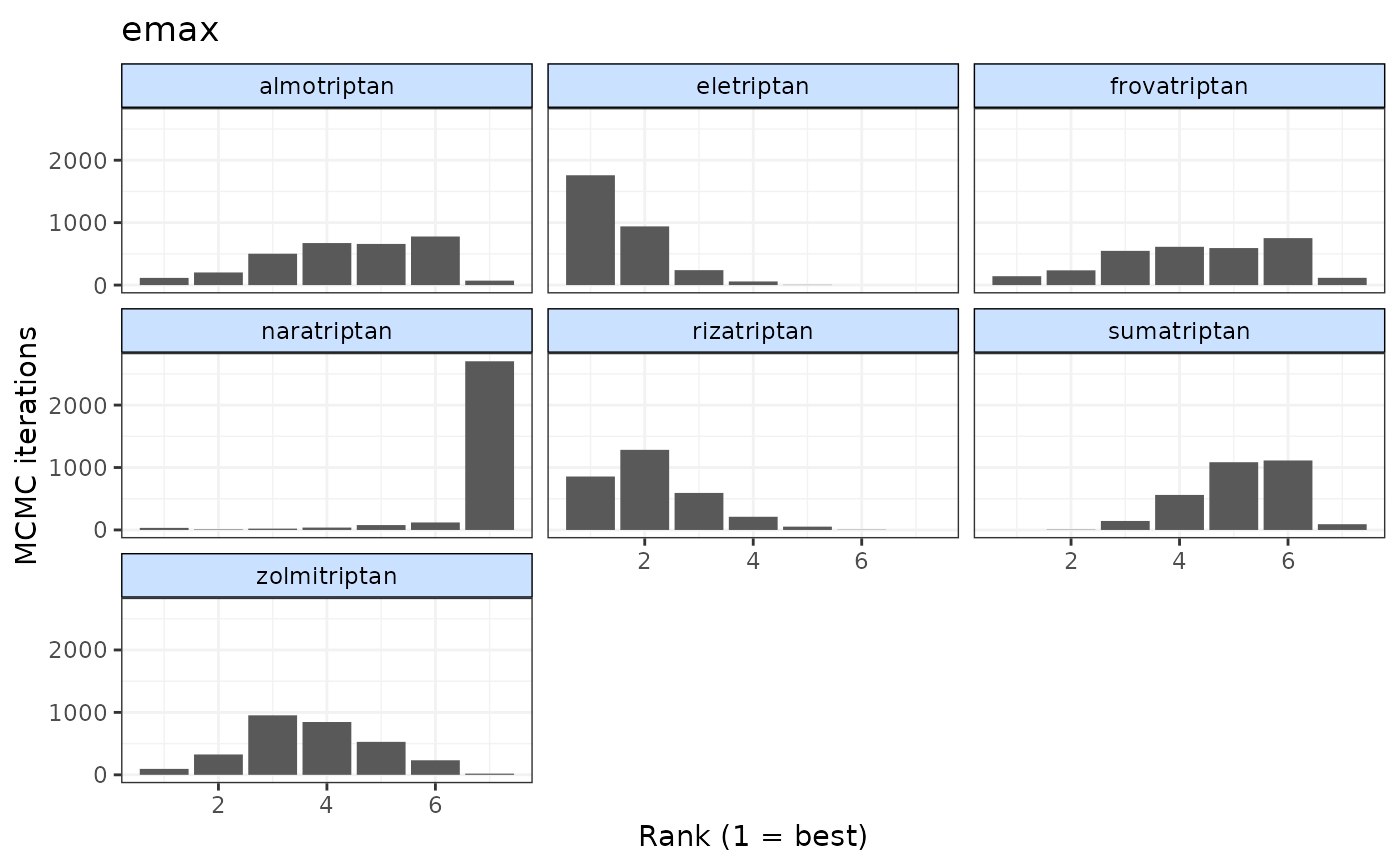 emax
almotriptan eletriptan frovatriptan
2000
1000
0
naratriptan rizatriptan sumatriptan
2000
1000
0
2 4 6 2 4 6
zolmitriptan
2000
1000
0
2 4 6
MCMC iterations
Rank (1 = best)